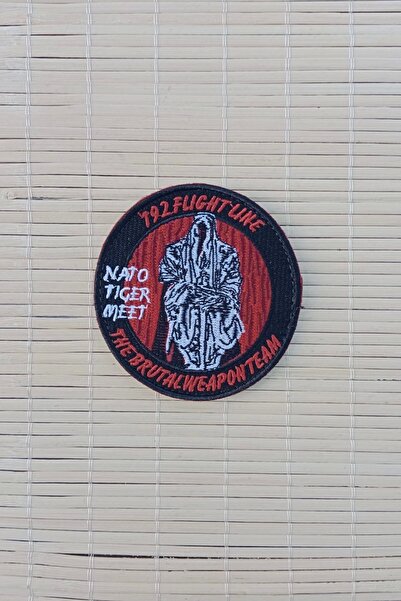 192 FLIGHT LINE
NATO
TIGER
MEET
THE BRUTAL WEAPON TEAM